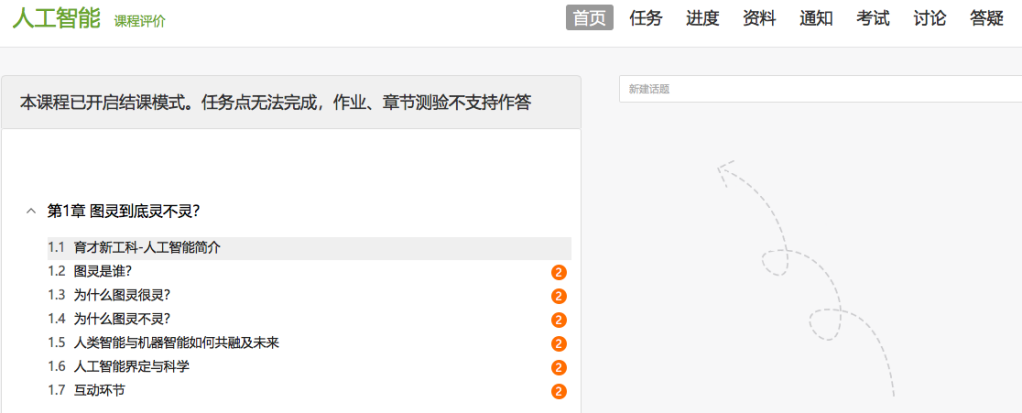 人工智能 课程评价 首页 任务 进度 资料 通知 考试 讨论 答疑
本课程已开启结课模式。任务点无法完成，作业、章节测验不支持作答
新建话题
第1章 图灵到底灵不灵？
1.1 育才新工科-人工智能简介
1.2 图灵是谁？ 2
1.3 为什么图灵很灵？ 2
1.4 为什么图灵不灵？ 2
1.5 人类智能与机器智能如何共融及未来 2
1.6 人工智能界定与科学 2
1.7 互动环节 2